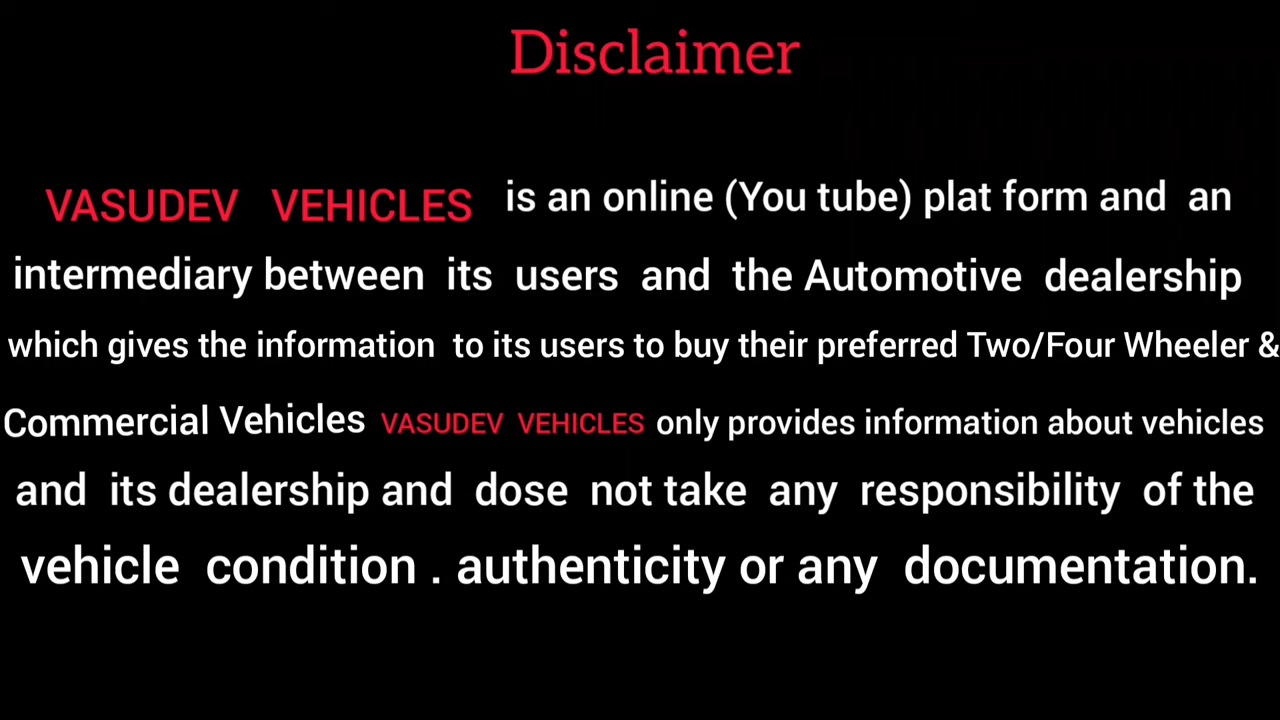 Disclaimer
VASUDEV VEHICLES is an online (You tube) plat form and an
intermediary between its users and the Automotive dealership
which gives the information to its users to buy their preferred Two/Four Wheeler &
Commercial Vehicles VASUDEV VEHICLES only provides information about vehicles
and its dealership and dose not take any responsibility of the
vehicle condition . authenticity or any documentation.